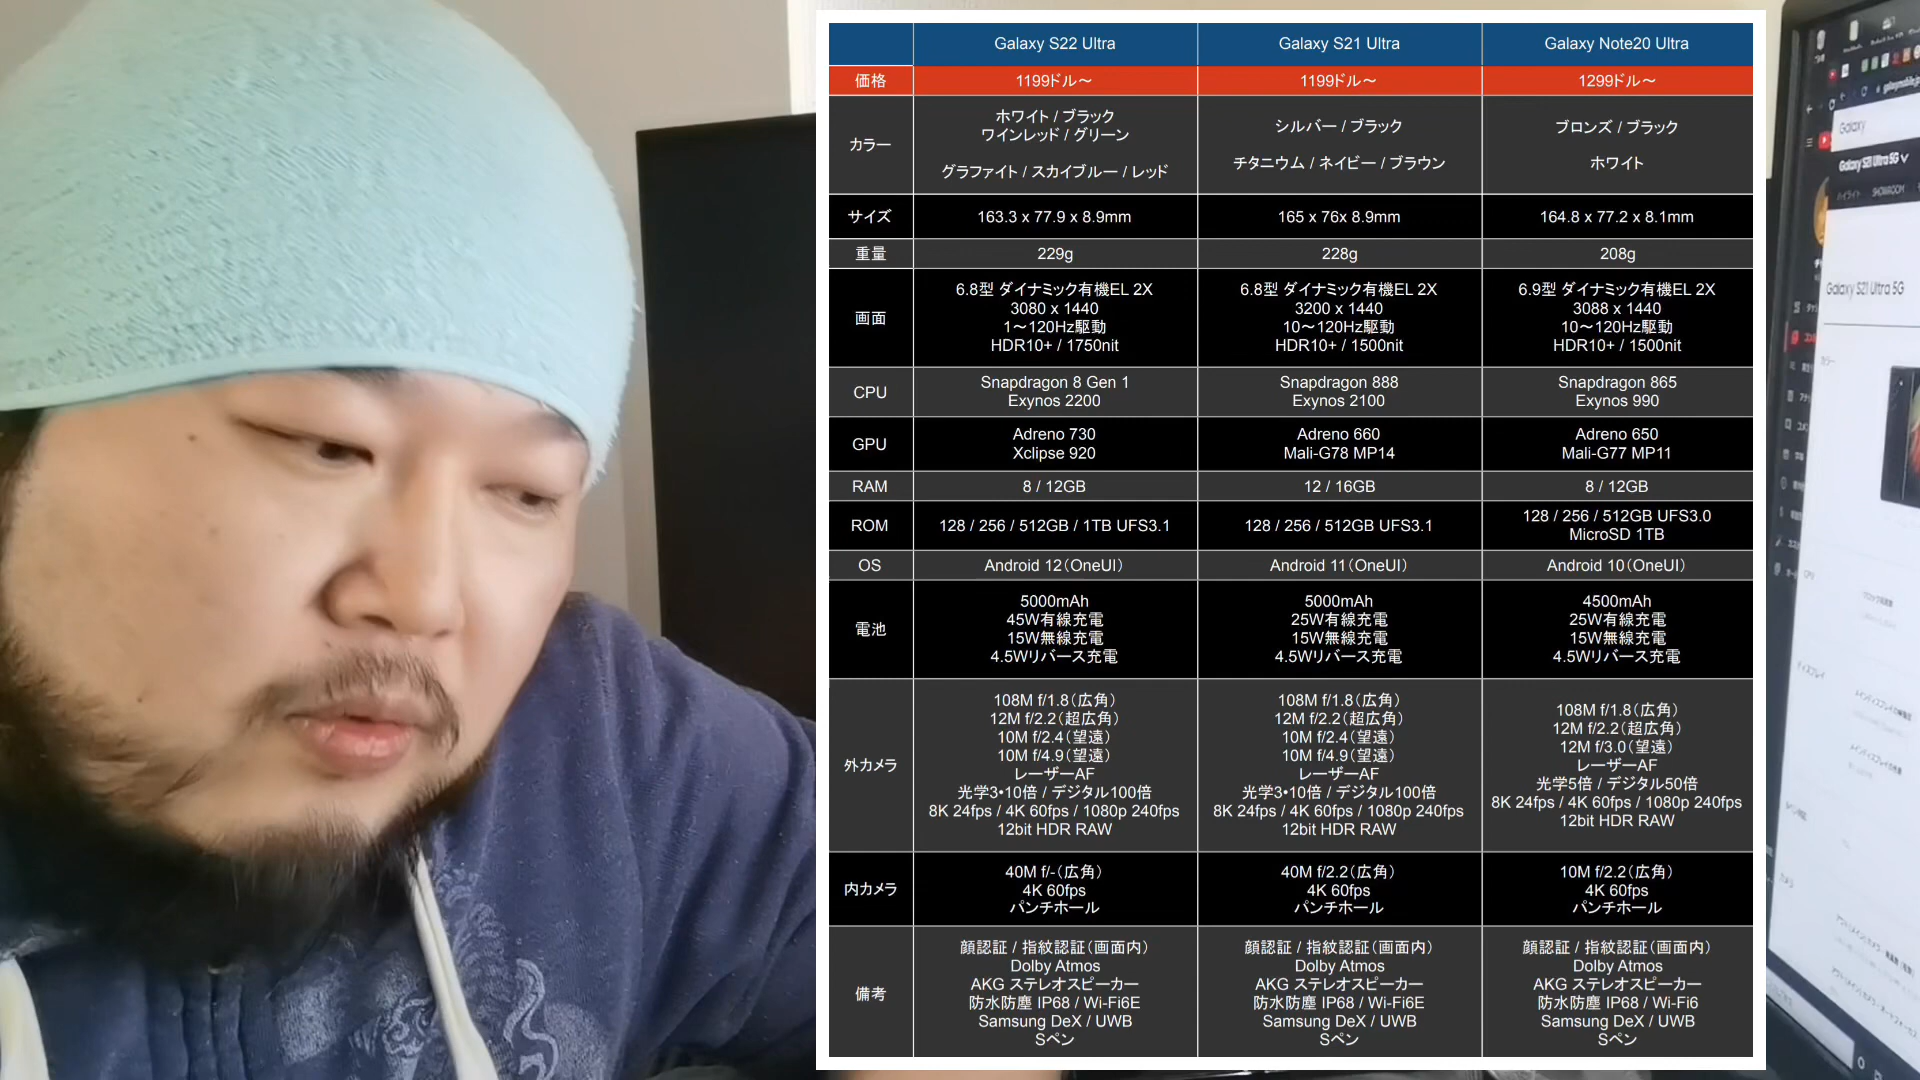 Galaxy S22 Ultra Galaxy S21 Ultra Galaxy Note20 Ultra
価格 1199ドル～ 1199ドル～ 1299ドル～
カラー
ホワイト / ブラック
ワインレッド / グリーン
グラファイト / スカイブルー / レッド
シルバー / ブラック
チタニウム / ネイビー / ブラウン
ブロンズ / ブラック
ホワイト
サイズ 163.3 x 77.9 x 8.9mm 165 x 76x 8.9mm 164.8 x 77.2 x 8.1mm
重量 229g 228g 208g
画面
6.8型 ダイナミック有機EL 2X
3080 x 1440
1～120Hz駆動
HDR10+ / 1750nit
6.8型 ダイナミック有機EL 2X
3200 x 1440
10～120Hz駆動
HDR10+ / 1500nit
6.9型 ダイナミック有機EL 2X
3088 x 1440
10～120Hz駆動
HDR10+ / 1500nit
CPU
Snapdragon 8 Gen 1
Exynos 2200
Snapdragon 888
Exynos 2100
Snapdragon 865
Exynos 990
GPU
Adreno 730
Xclipse 920
Adreno 660
Mali-G78 MP14
Adreno 650
Mali-G77 MP11
RAM 8 / 12GB 12 / 16GB 8 / 12GB
ROM
128 / 256 / 512GB / 1TB UFS3.1
128 / 256 / 512GB UFS3.1
128 / 256 / 512GB UFS3.0
MicroSD 1TB
OS Android 12（OneUI） Android 11（OneUI） Android 10（OneUI）
電池
5000mAh
45W有線充電
15W無線充電
4.5Wリバース充電
5000mAh
25W有線充電
15W無線充電
4.5Wリバース充電
4500mAh
25W有線充電
15W無線充電
4.5Wリバース充電
外カメラ
108M f/1.8（広角）
12M f/2.2（超広角）
10M f/2.4（望遠）
10M f/4.9（望遠）
レーザーAF
光学3•10倍 / デジタル100倍
8K 24fps / 4K 60fps / 1080p 240fps
12bit HDR RAW
108M f/1.8（広角）
12M f/2.2（超広角）
10M f/2.4（望遠）
10M f/4.9（望遠）
レーザーAF
光学3•10倍 / デジタル100倍
8K 24fps / 4K 60fps / 1080p 240fps
12bit HDR RAW
108M f/1.8（広角）
12M f/2.2（超広角）
12M f/3.0（望遠）
レーザーAF
光学5倍 / デジタル50倍
8K 24fps / 4K 60fps / 1080p 240fps
12bit HDR RAW
内カメラ
40M f/-（広角）
4K 60fps
パンチホール
40M f/2.2（広角）
4K 60fps
パンチホール
10M f/2.2（広角）
4K 60fps
パンチホール
備考
顔認証 / 指紋認証（画面内）
Dolby Atmos
AKG ステレオスピーカー
防水防塵 IP68 / Wi-Fi6E
Samsung DeX / UWB
Sペン
顔認証 / 指紋認証（画面内）
Dolby Atmos
AKG ステレオスピーカー
防水防塵 IP68 / Wi-Fi6E
Samsung DeX / UWB
Sペン
顔認証 / 指紋認証（画面内）
Dolby Atmos
AKG ステレオスピーカー
防水防塵 IP68 / Wi-Fi6
Samsung DeX / UWB
Sペン
Galaxy
Galaxy S21 Ultra 5G
SHOWROOM
Galaxy S21 Ultra 5G